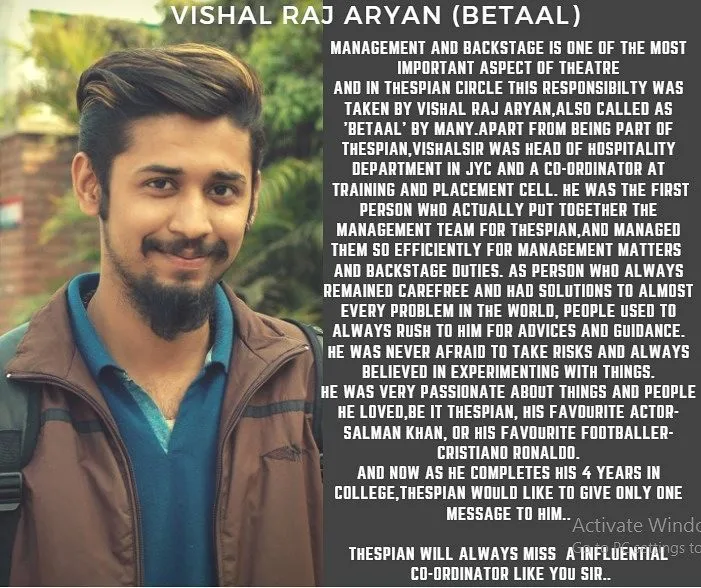 VISHAL RAJ ARYAN (BETAAL)
MANAGEMENT AND BACKSTAGE IS ONE OF THE MOST
IMPORTANT ASPECT OF THEATRE
AND IN THESPIAN CIRCLE THIS RESPONSIBILTY WAS
TAKEN BY VISHAL RAJ ARYAN,ALSO CALLED AS
'BETAAL' BY MANY.APART FROM BEING PART OF
THESPIAN,VISHALSIR WAS HEAD OF HOSPITALITY
DEPARTMENT IN JYC AND A CO-ORDINATOR AT
TRAINING AND PLACEMENT CELL. HE WAS THE FIRST
PERSON WHO ACTUALLY PUT TOGETHER THE
MANAGEMENT TEAM FOR THESPIAN,AND MANAGED
THEM SO EFFICIENTLY FOR MANAGEMENT MATTERS
AND BACKSTAGE DUTIES. AS PERSON WHO ALWAYS
REMAINED CAREFREE AND HAD SOLUTIONS TO ALMOST
EVERY PROBLEM IN THE WORLD, PEOPLE USED TO
ALWAYS RUSH TO HIM FOR ADVICES AND GUIDANCE.
HE WAS NEVER AFRAID TO TAKE RISKS AND ALWAYS
BELIEVED IN EXPERIMENTING WITH THINGS.
HE WAS VERY PASSIONATE ABOUT THINGS AND PEOPLE
HE LOVED,BE IT THESPIAN, HIS FAVOURITE ACTOR-
SALMAN KHAN, OR HIS FAVOURITE FOOTBALLER-
CRISTIANO RONALDO.
AND NOW AS HE COMPLETES HIS 4 YEARS IN
COLLEGE,THESPIAN WOULD LIKE TO GIVE ONLY ONE
MESSAGE TO HIM..
Activate Windo
Go to PC settings to
THESPIAN WILL ALWAYS MISS A INFLUENTIAL
CO-ORDINATOR LIKE YOU SIR..